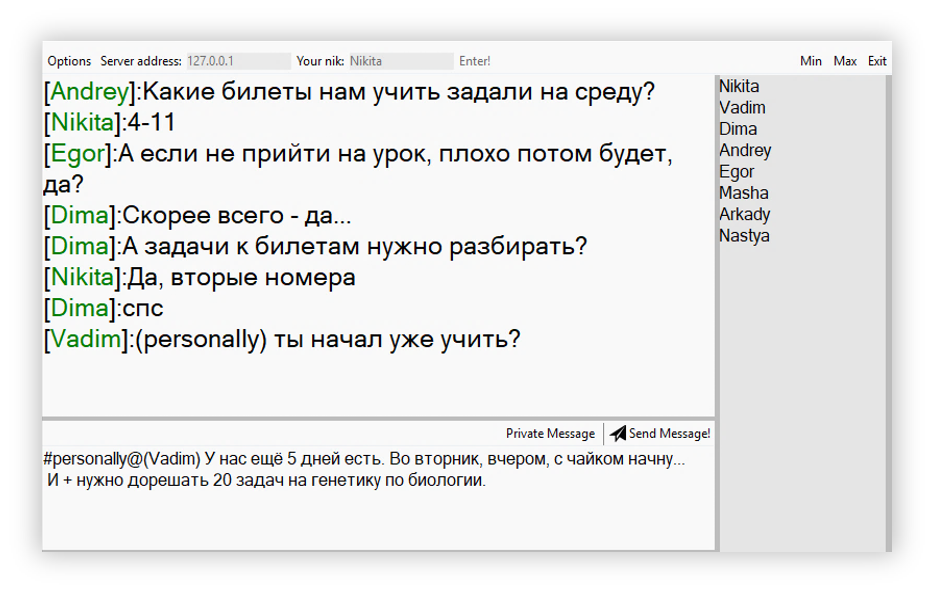 Options Server address: 127.0.0.1 Your nik: Nikita Enter! Min Max Exit
[Andrey]:Какие билеты нам учить задали на среду?
[Nikita]:4-11
[Egor]:А если не прийти на урок, плохо потом будет,
да?
[Dima]:Скорее всего - да...
[Dima]:А задачи к билетам нужно разбирать?
[Nikita]:Да, вторые номера
[Dima]:спс
[Vadim]:(personally) ты начал уже учить?
Nikita
Vadim
Dima
Andrey
Egor
Masha
Arkady
Nastya
Private Message Send Message!
#personally@(Vadim) У нас ещё 5 дней есть. Во вторник, вчером, с чайком начну...
И + нужно дорешать 20 задач на генетику по биологии.